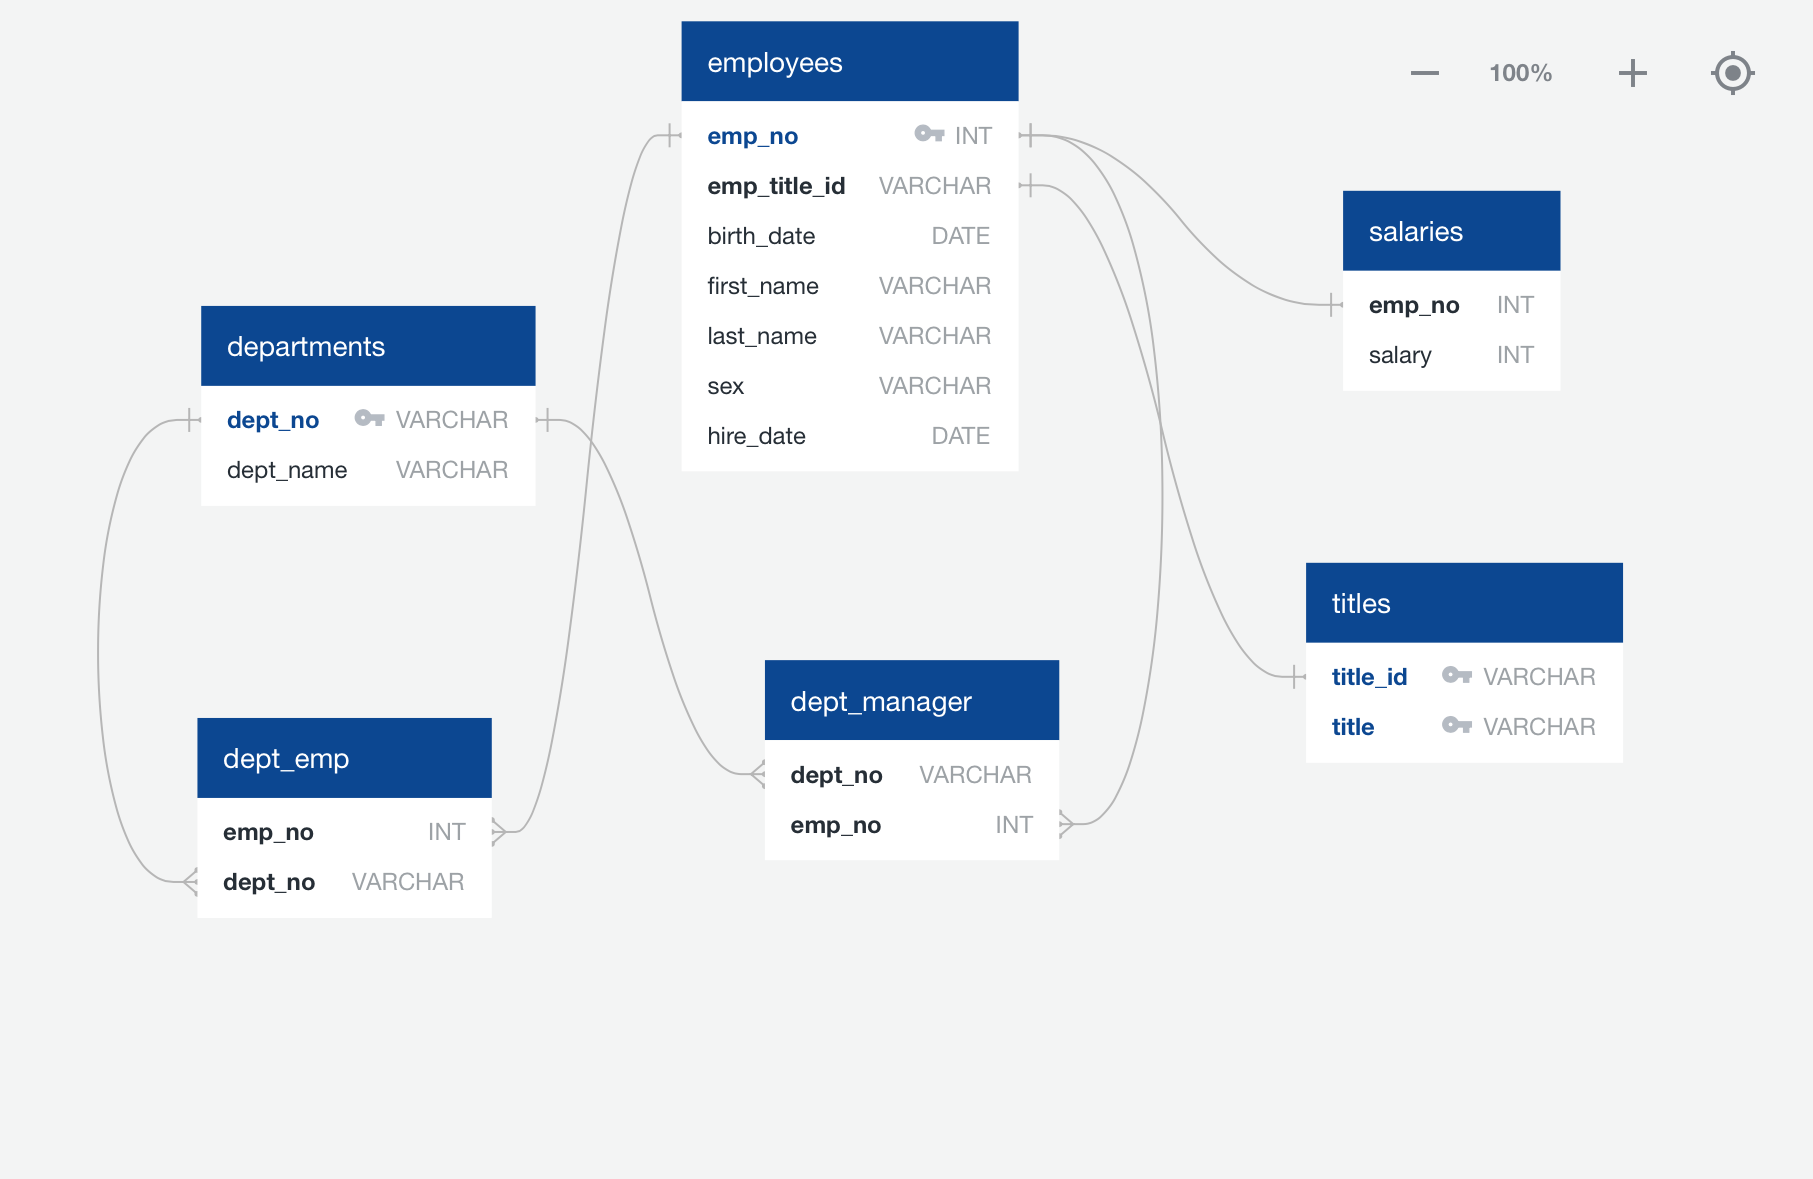 employees
emp_no INT
emp_title_id VARCHAR
birth_date DATE
first_name VARCHAR
last_name VARCHAR
sex VARCHAR
hire_date DATE
100%
salaries
emp_no INT
salary INT
departments
dept_no VARCHAR
dept_name VARCHAR
titles
title_id VARCHAR
title VARCHAR
dept_manager
dept_no VARCHAR
emp_no INT
dept_emp
emp_no INT
dept_no VARCHAR